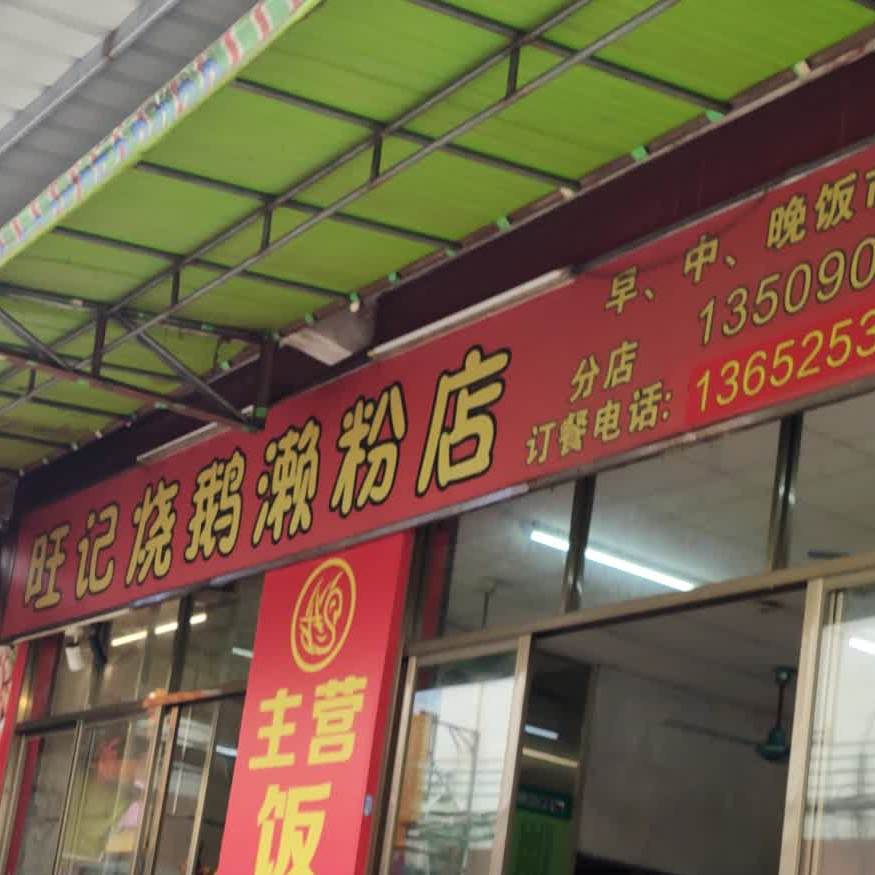 旺记烧鹅濑粉店
早、中、晚饭市
135090
分店
订餐电话:
1365253
主营
饭